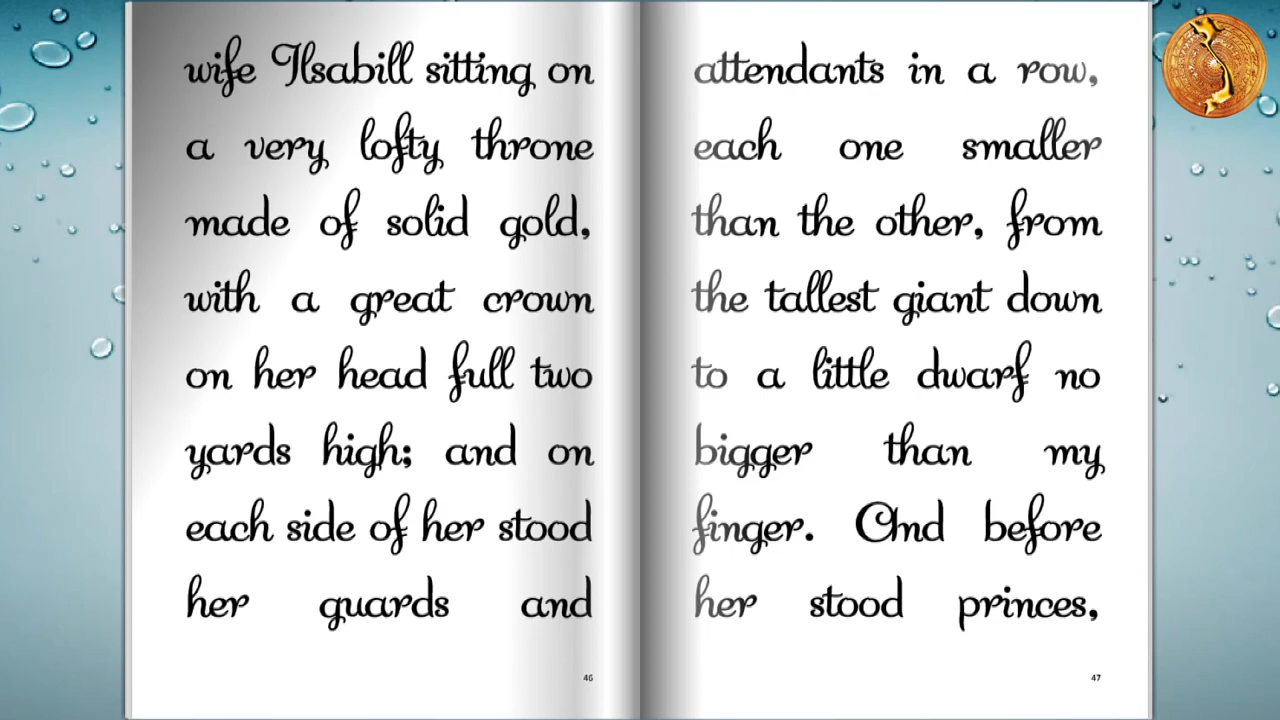 wife Ilsabill sitting on
a very lofty throne
made of solid gold,
with a great crown
on her head full two
yards high; and on
each side of her stood
her guards and
46
attendants in a row,
each one smaller
than the other, from
the tallest giant down
to a little dwarf no
bigger than my
finger. And before
her stood princes,
47